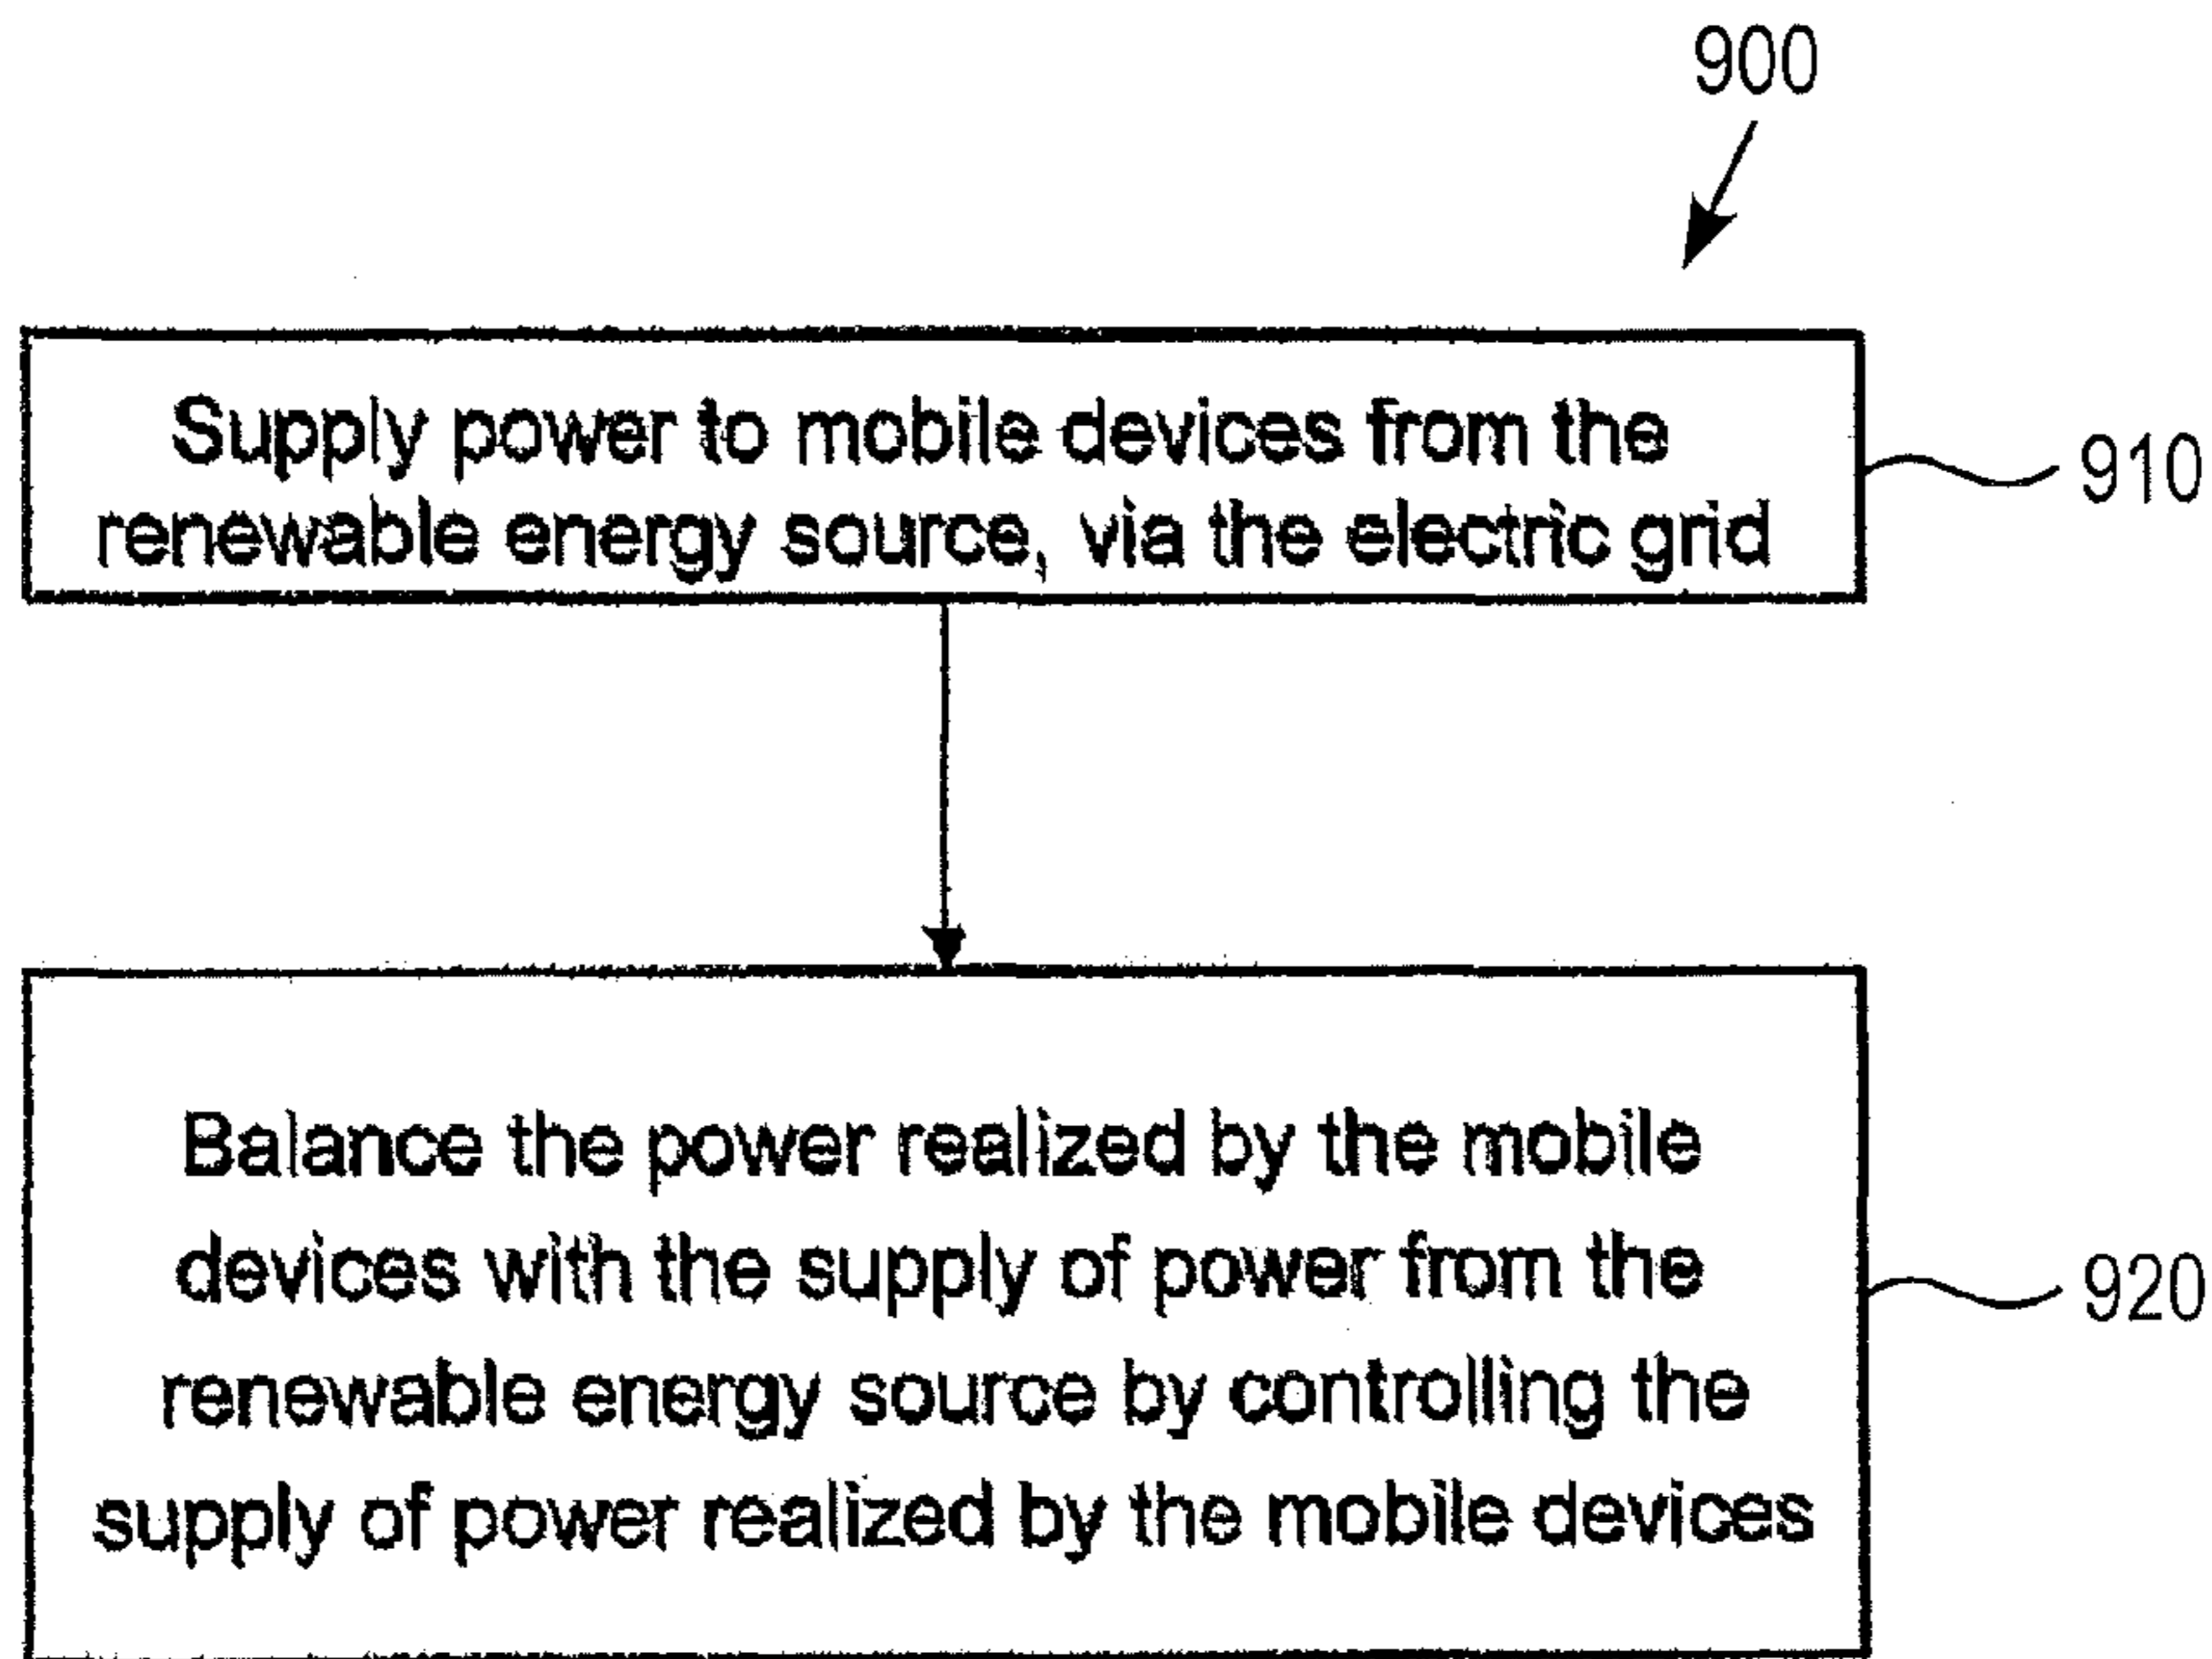 900
Supply power to mobile devices from the
renewable energy source, via the electric grid
910
Balance the power realized by the mobile
devices with the supply of power from the
renewable energy source by controlling the
supply of power realized by the mobile devices
920